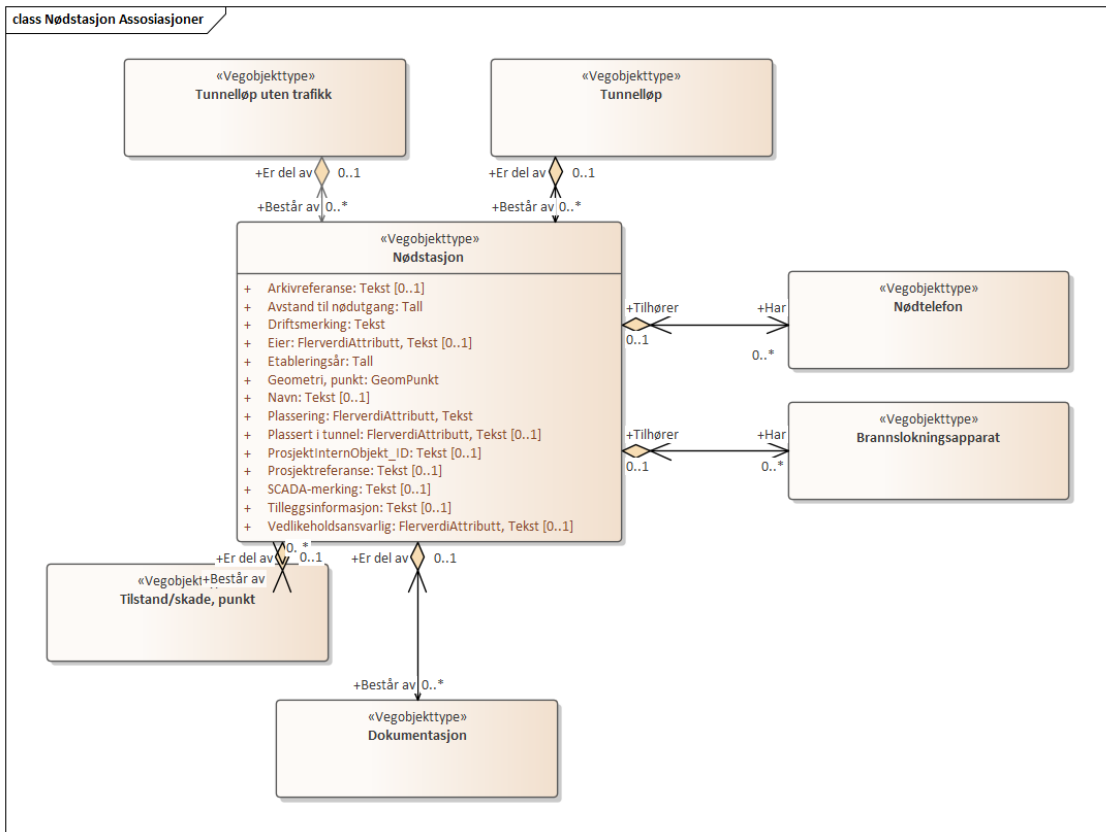 class Nødstasjon Assosiasjoner
«Vegobjekttype»
Tunnelløp uten trafikk
«Vegobjekttype»
Tunnelløp
+Er del av 0..1
+Er del av 0..1
+Består av 0..*
+Består av 0..*
«Vegobjekttype»
Nødstasjon
+ Arkivreferanse: Tekst [0..1]
+ Avstand til nødutgang: Tall
+ Driftsmerking: Tekst
+ Eier: FlerverdiAttributt, Tekst [0..1]
+ Etableringsår: Tall
+ Geometri, punkt: GeomPunkt
+ Navn: Tekst [0..1]
+ Plassering: FlerverdiAttributt, Tekst
+ Plassert i tunnel: FlerverdiAttributt, Tekst [0..1]
+ ProsjektInternObjekt_ID: Tekst [0..1]
+ Prosjektreferanse: Tekst [0..1]
+ SCADA-merking: Tekst [0..1]
+ Tilleggsinformasjon: Tekst [0..1]
+ Vedlikeholdsansvarlig: FlerverdiAttributt, Tekst [0..1]
+Tilhører +Har
0..1 0..*
«Vegobjekttype»
Nødtelefon
+Tilhører +Har
0..1 0..*
«Vegobjekttype»
Brannslokningsapparat
0..*
+Er del av 0..1
+Er del av 0..1
+Består av
Tilstand/skade, punkt
+Består av 0..*
«Vegobjekttype»
Dokumentasjon